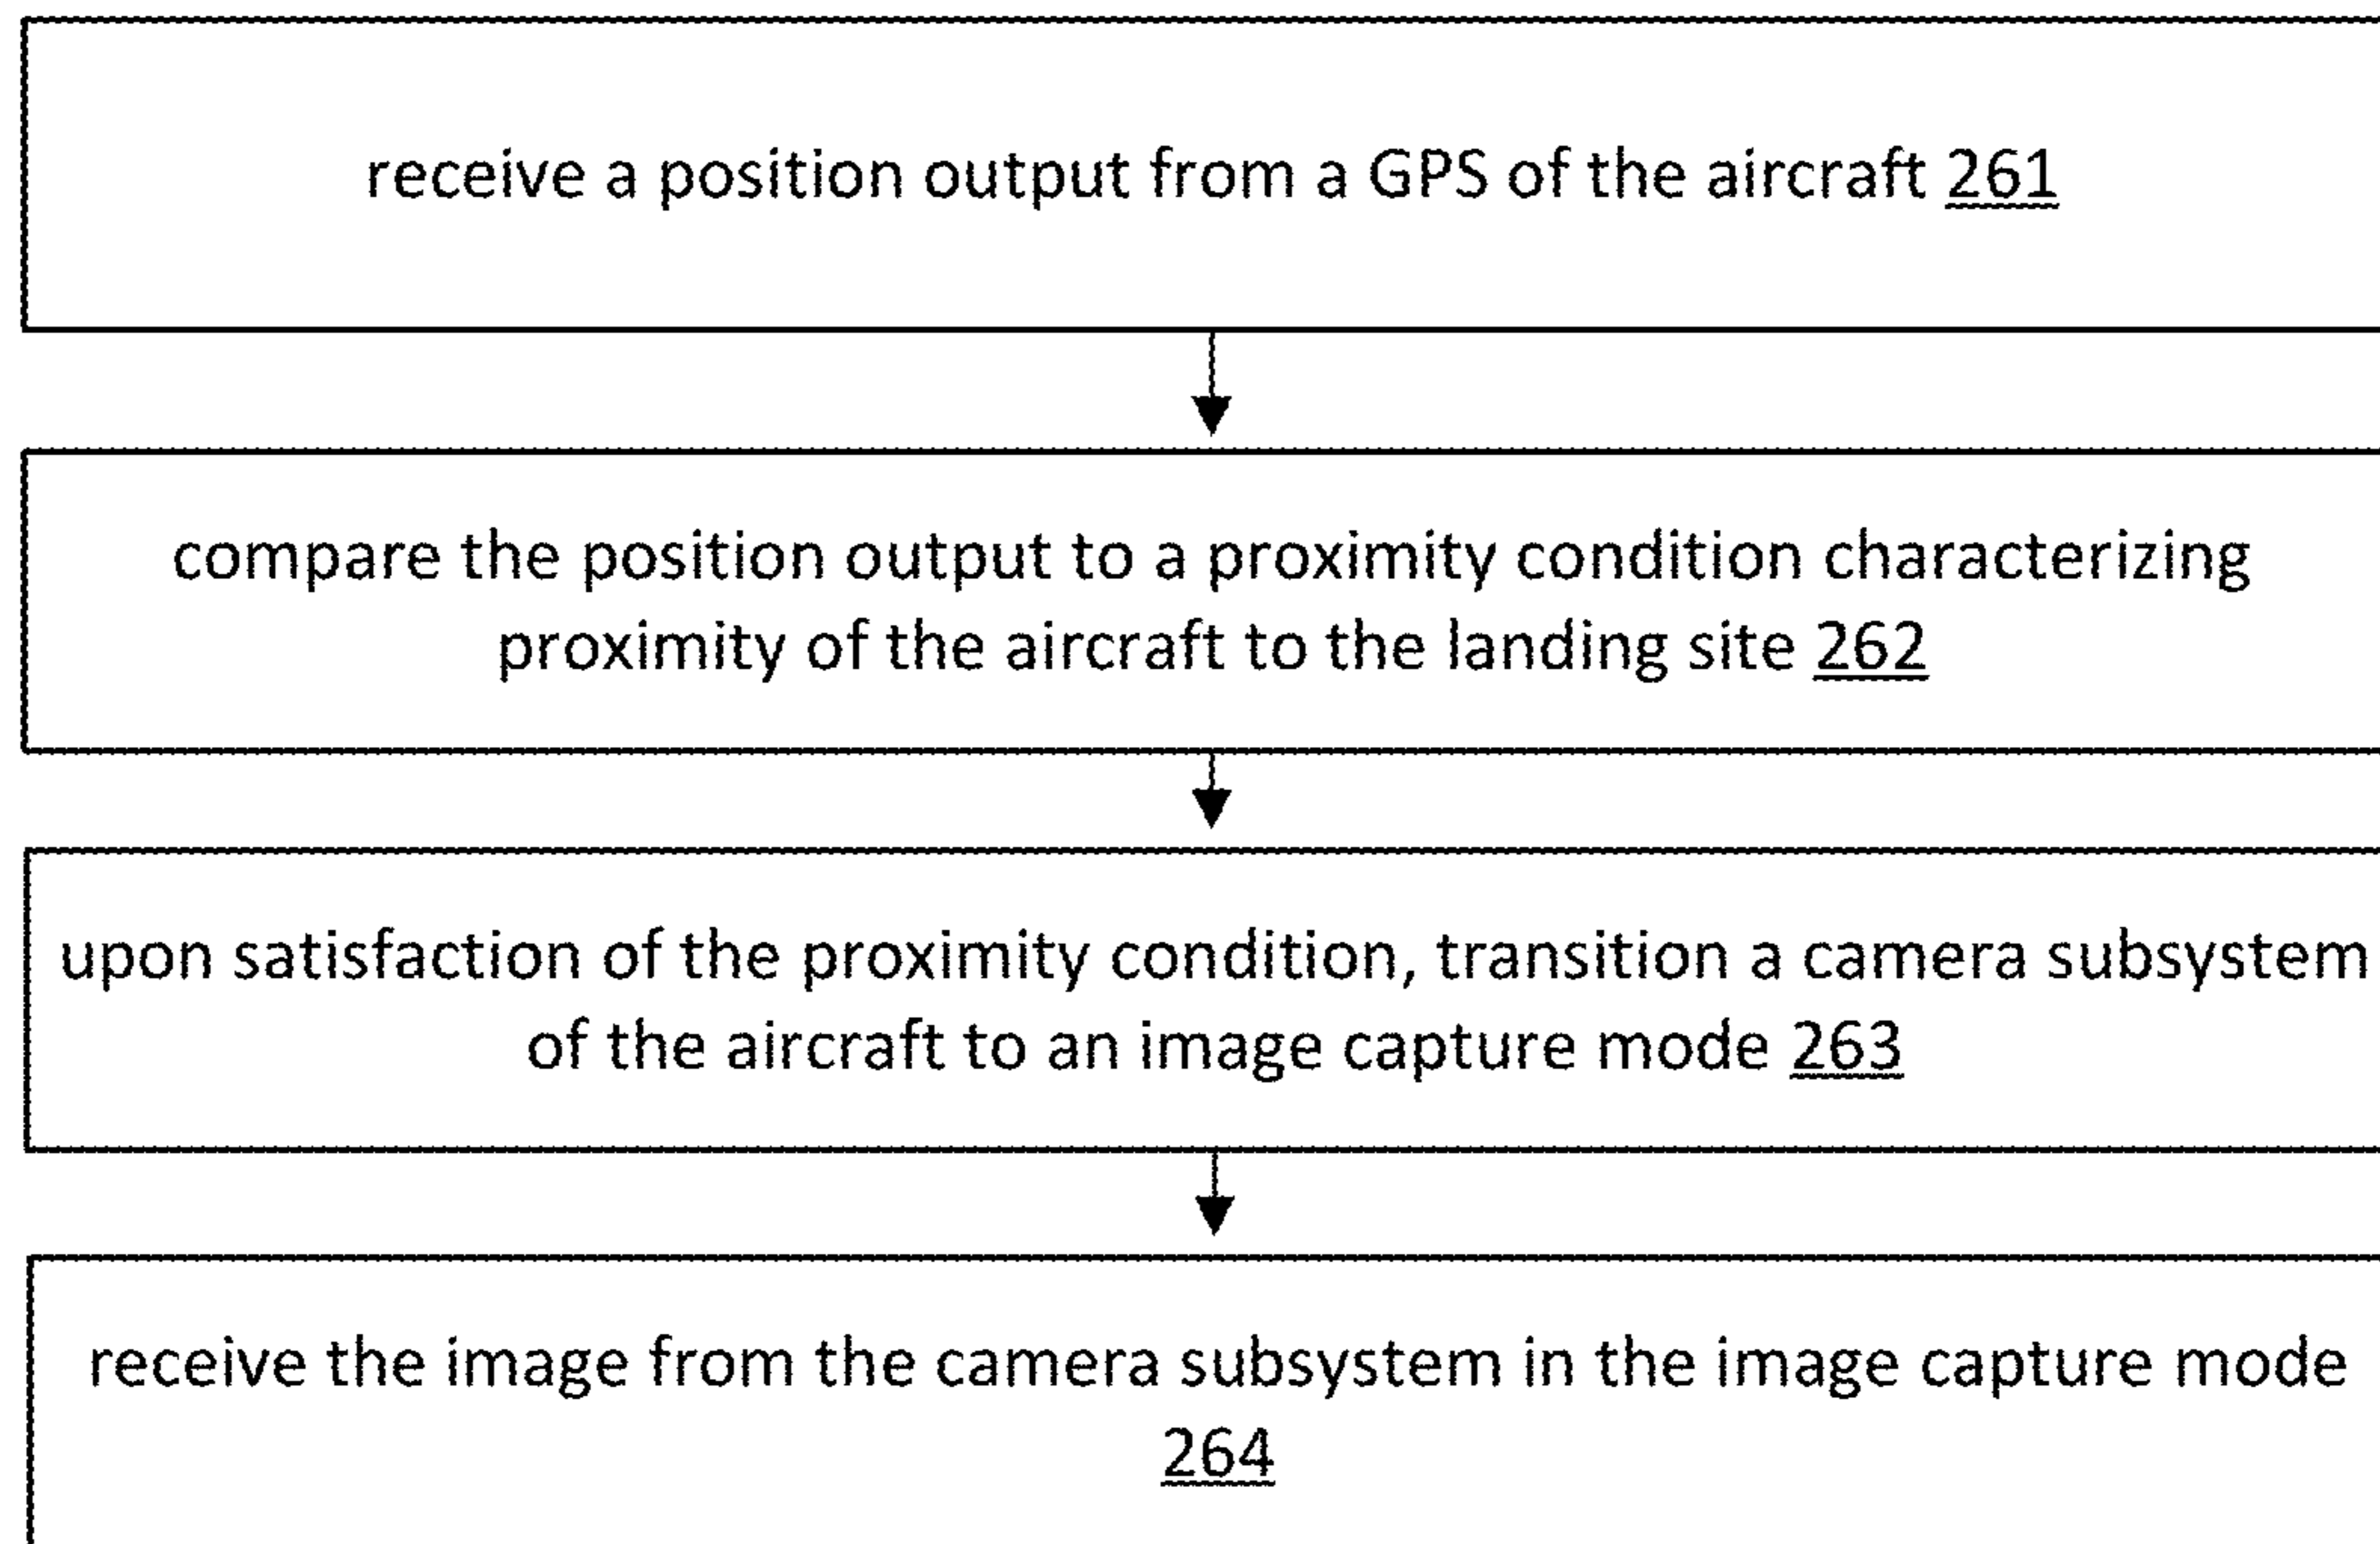 receive a position output from a GPS of the aircraft 261
compare the position output to a proximity condition characterizing
proximity of the aircraft to the landing site 262
upon satisfaction of the proximity condition, transition a camera subsystem
of the aircraft to an image capture mode 263
receive the image from the camera subsystem in the image capture mode
264